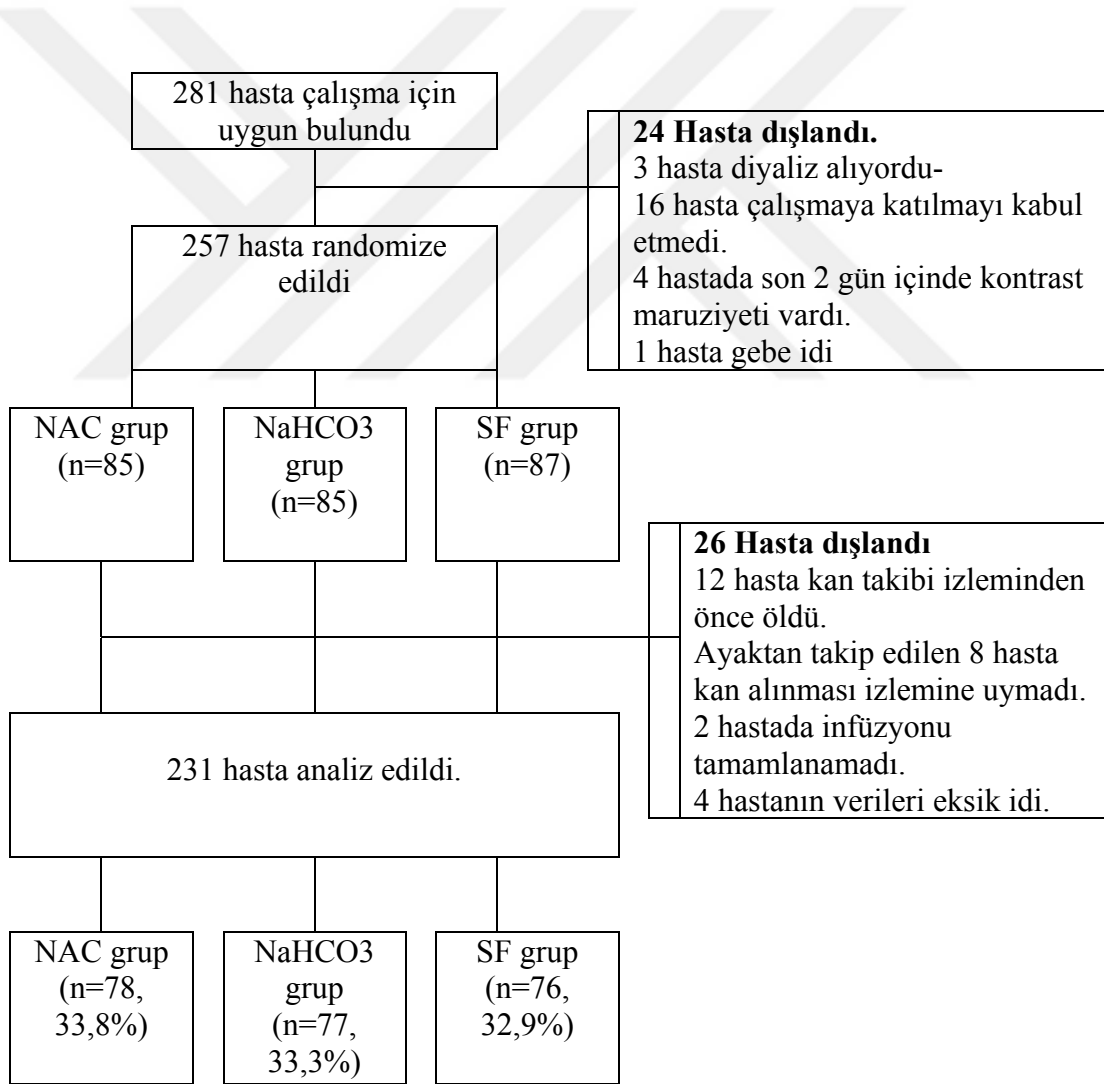 281 hasta çalışma için
uygun bulundu
24 Hasta dışlandı.
3 hasta diyaliz alıyordu-
16 hasta çalışmaya katılmayı kabul
etmedi.
4 hastada son 2 gün içinde kontrast
maruziyeti vardı.
1 hasta gebe idi
257 hasta randomize
edildi
NAC grup
(n=85)
NaHCO3
grup
(n=85)
SF grup
(n=87)
26 Hasta dışlandı
12 hasta kan takibi izleminden
önce öldü.
Ayaktan takip edilen 8 hasta
kan alınması izlemine uymadı.
2 hastada infüzyonu
tamamlanamadı.
4 hastanın verileri eksik idi.
231 hasta analiz edildi.
NAC grup
(n=78,
33,8%)
NaHCO3
grup
(n=77,
33,3%)
SF grup
(n=76,
32,9%)